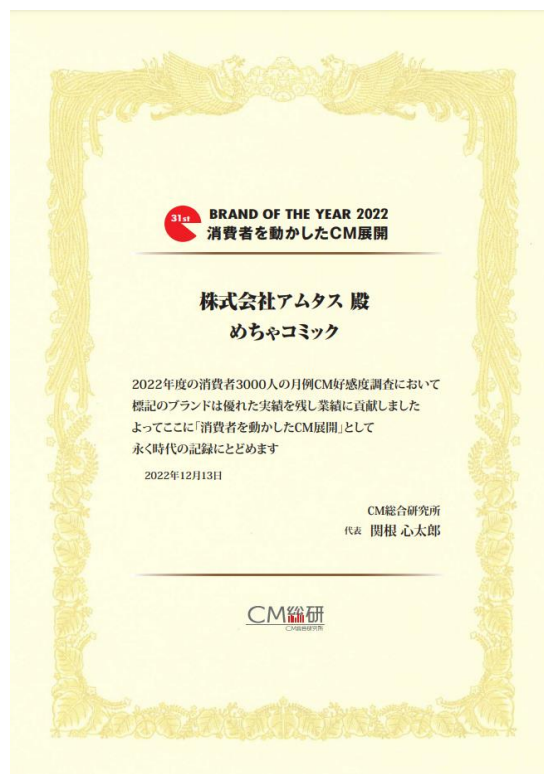 31st
BRAND OF THE YEAR 2022
消費者を動かしたCM展開
株式会社アムタス 殿
めちゃコミック
2022年度の消費者3000人の月例CM好感度調査において
標記のブランドは優れた実績を残し業績に貢献しました
よってここに「消費者を動かしたCM展開」として
永く時代の記録にとどめます
2022年12月13日
CM総合研究所
代表 関根 心太郎
CM総研
CM総合研究所